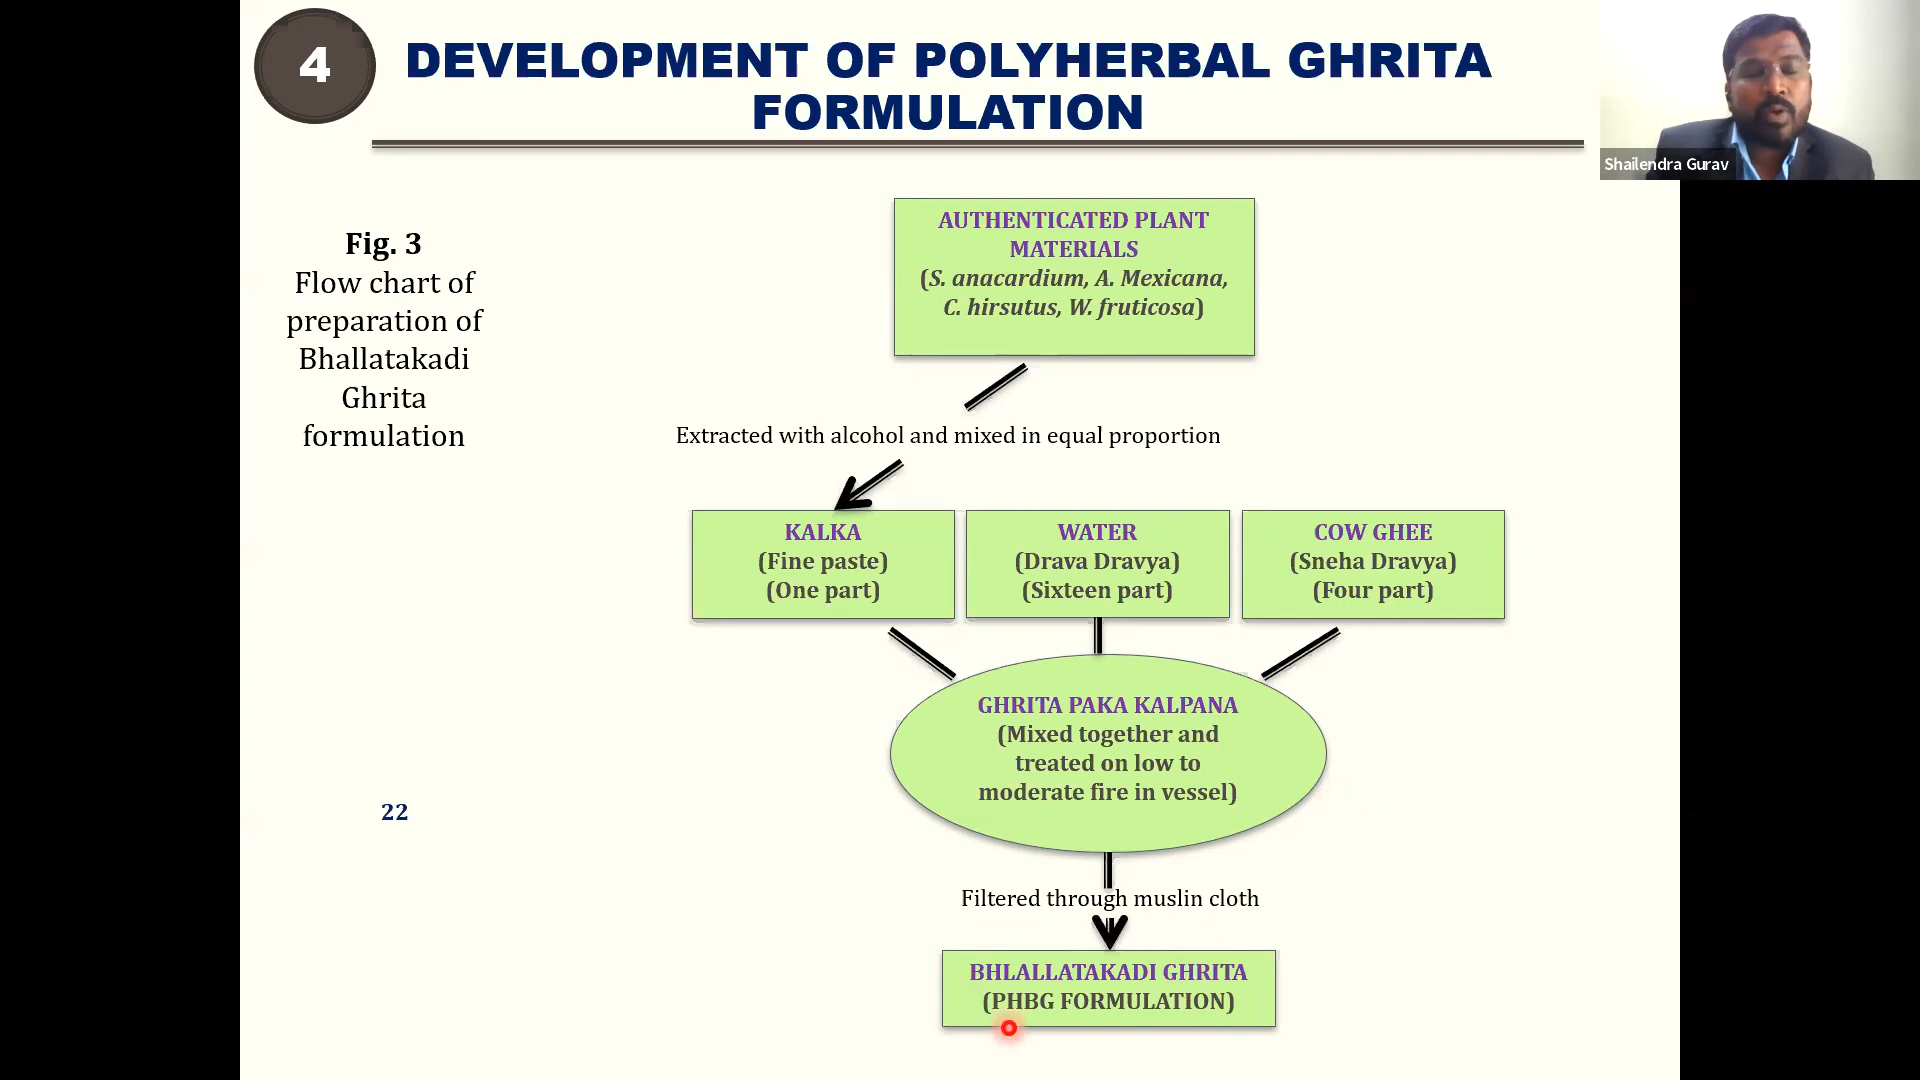 4
DEVELOPMENT OF POLYHERBAL GHRITA
FORMULATION
Shailendra Gurav
Fig. 3
Flow chart of
preparation of
Bhallatakadi
Ghrita
formulation
AUTHENTICATED PLANT
MATERIALS
(S. anacardium, A. Mexicana,
C. hirsutus, W. fruticosa)
Extracted with alcohol and mixed in equal proportion
KALKA
(Fine paste)
(One part)
WATER
(Drava Dravya)
(Sixteen part)
COW GHEE
(Sneha Dravya)
(Four part)
GHRITA PAKA KALPANA
(Mixed together and
treated on low to
moderate fire in vessel)
22
Filtered through muslin cloth
BHLALLATAKADI GHRITA
(PHBG FORMULATION)